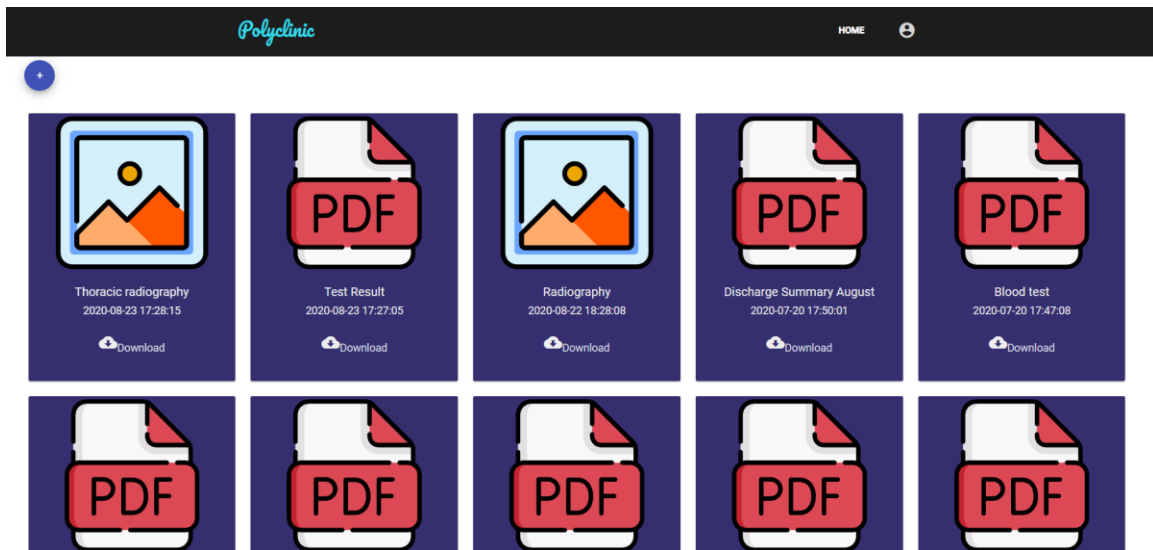 Polyclinic
HOME
+
PDF
PDF
PDF
Thoracic radiography
Test Result
Radiography
Discharge Summary August
Blood test
2020-08-23 17:28:15
2020-08-23 17:27:05
2020-08-22 18:28:08
2020-07-20 17:50:01
2020-07-20 17:47:08
Download
Download
Download
Download
Download
PDF
PDF
PDF
PDF
PDF